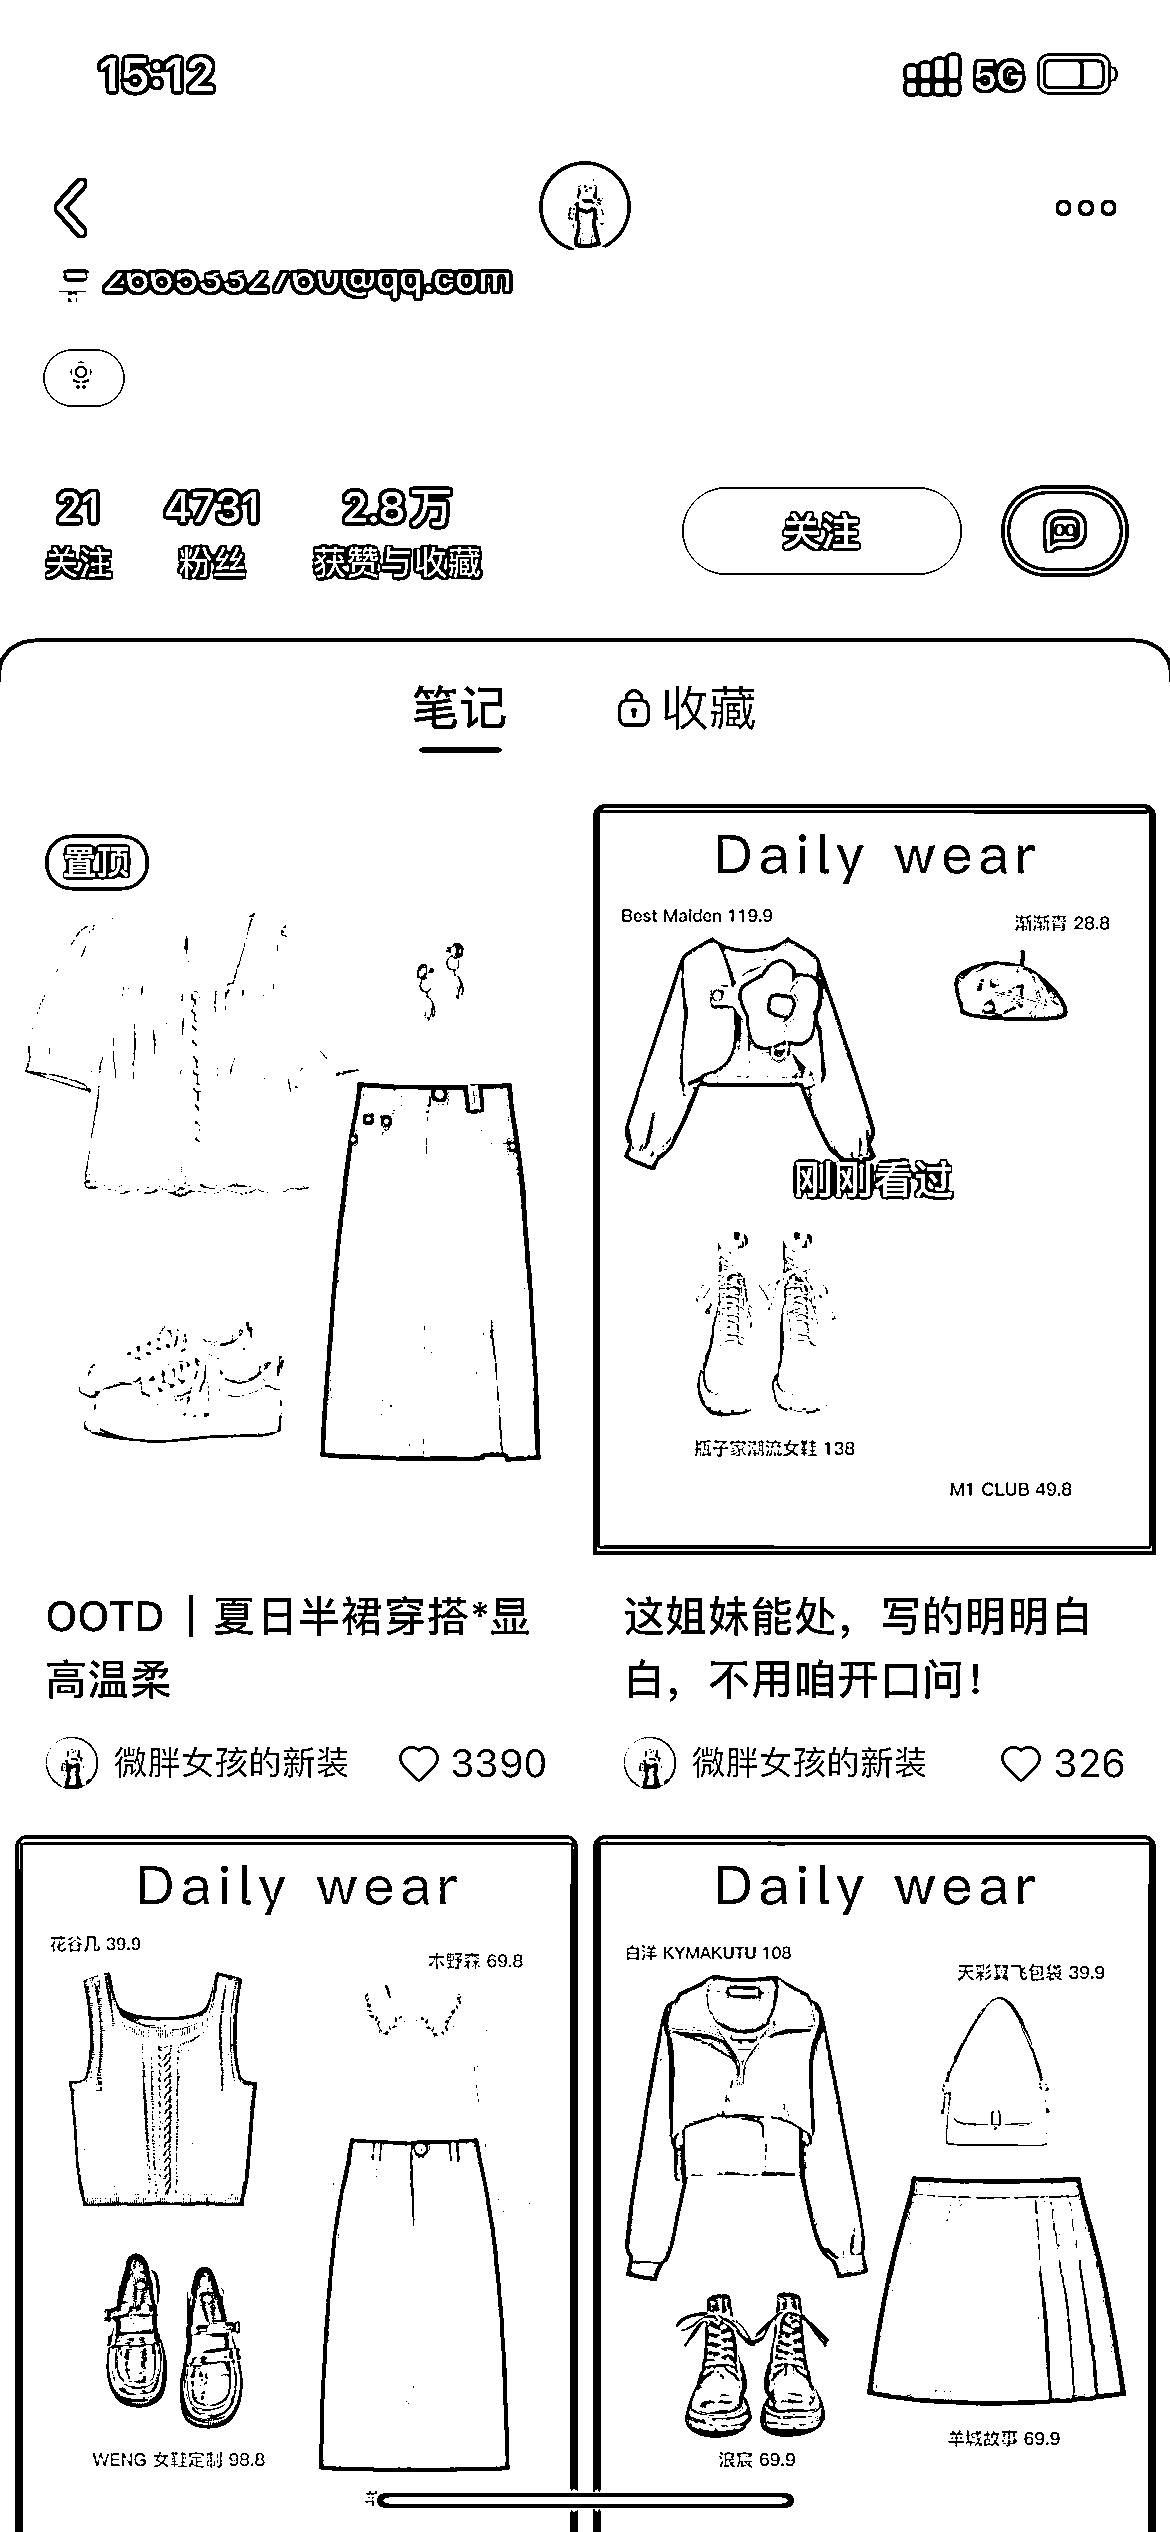 15:12
5G
@qq.com
21 4731 2.8万
关注 粉丝 获赞与收藏
关注
笔记 收藏
置顶
Daily wear
Best Maiden 119.9
渐渐宵 28.8
刚刚看过
瓶子家潮流女鞋 138
M1 CLUB 49.8
OOTD｜夏日半裙穿搭*显
高温柔
微胖女孩的新装 3390
这姐妹能处，写的明明白
白，不用咱开口问！
微胖女孩的新装 326
Daily wear
花谷几 39.9
木野森 69.8
WENG 女鞋定制 98.8
Daily wear
白洋 KYMAKUTU 108
天彩翼飞包袋 39.9
羊城故事 69.9
浪宸 69.9